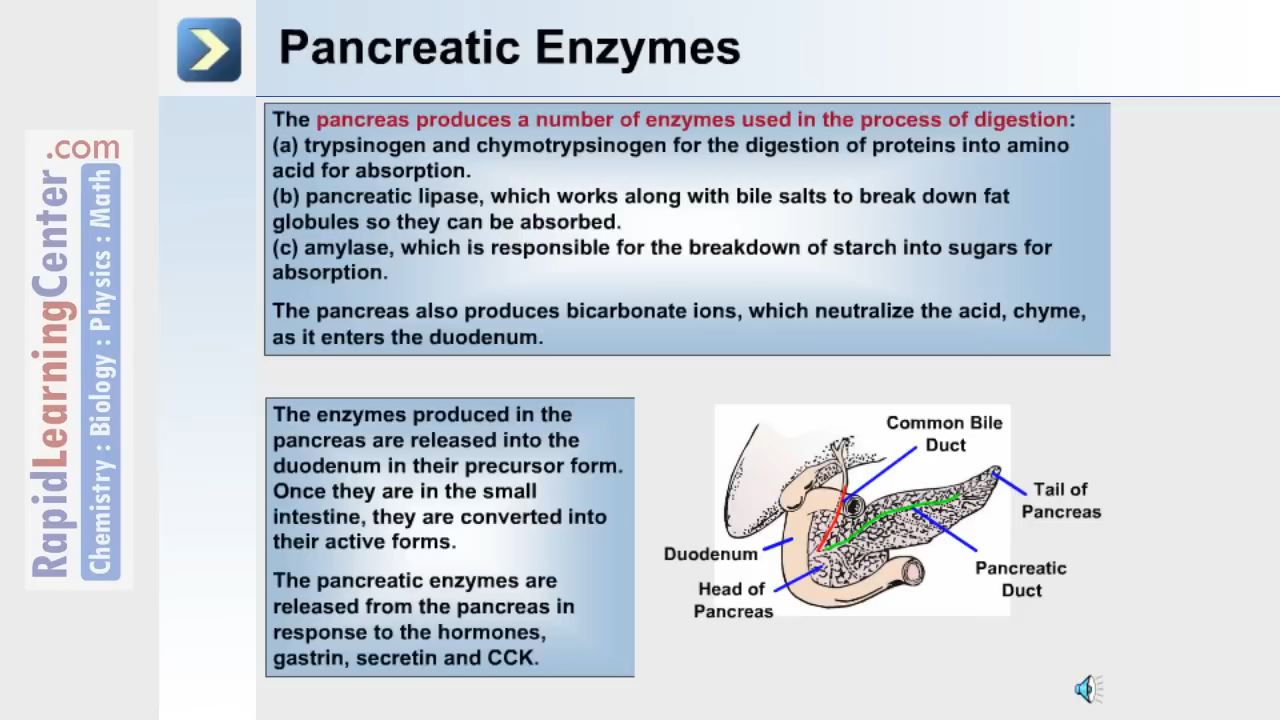 Pancreatic Enzymes
The pancreas produces a number of enzymes used in the process of digestion:
(a) trypsinogen and chymotrypsinogen for the digestion of proteins into amino
acid for absorption.
(b) pancreatic lipase, which works along with bile salts to break down fat
globules so they can be absorbed.
(c) amylase, which is responsible for the breakdown of starch into sugars for
absorption.
The pancreas also produces bicarbonate ions, which neutralize the acid, chyme,
as it enters the duodenum.
The enzymes produced in the
pancreas are released into the
duodenum in their precursor form.
Once they are in the small
intestine, they are converted into
their active forms.
The pancreatic enzymes are
released from the pancreas in
response to the hormones,
gastrin, secretin and CCK.
Common Bile
Duct
Tail of
Pancreas
Duodenum
Pancreatic
Duct
Head of
Pancreas
RapidLearningCenter.com
Chemistry : Biology : Physics : Math